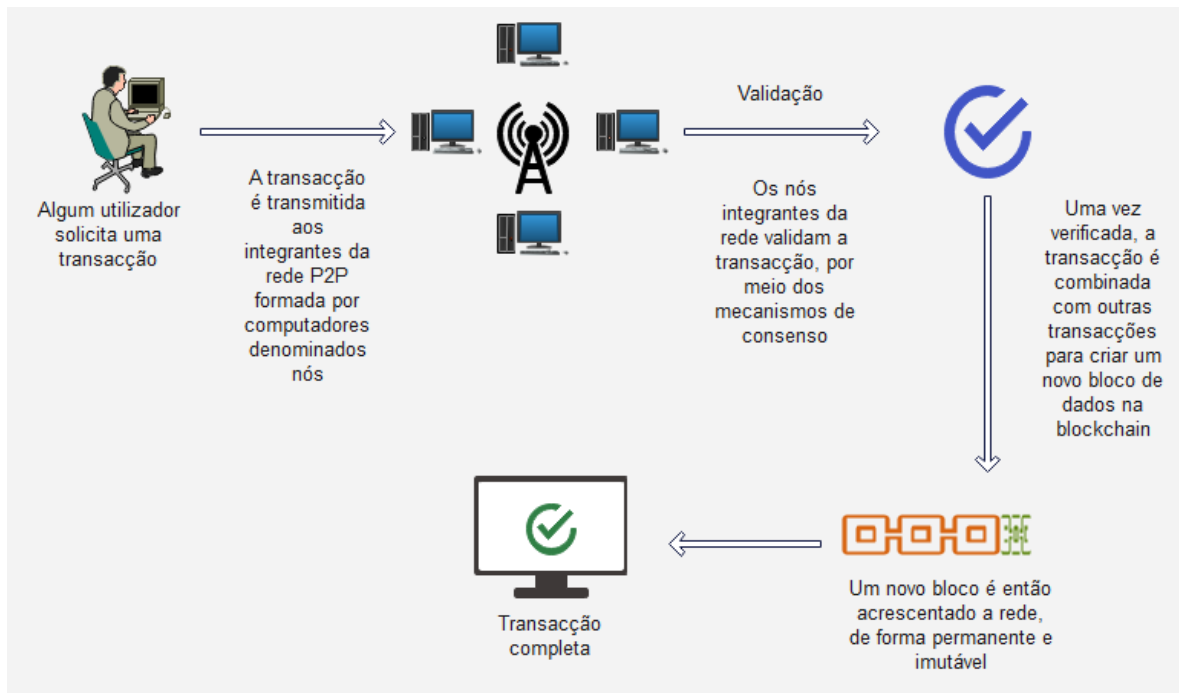 Algum utilizador
solicita uma
transacção
A transacção
é transmitida
aos
integrantes da
rede P2P
formada por
computadores
denominados
nós
Validação
Os nós
integrantes da
rede validam a
transacção, por
meio dos
mecanismos de
consenso
Uma vez
verificada, a
transacção é
combinada
com outras
transacções
para criar um
novo bloco de
dados na
blockchain
Um novo bloco é então
acrescentado a rede,
de forma permanente e
imutável
Transacção
completa